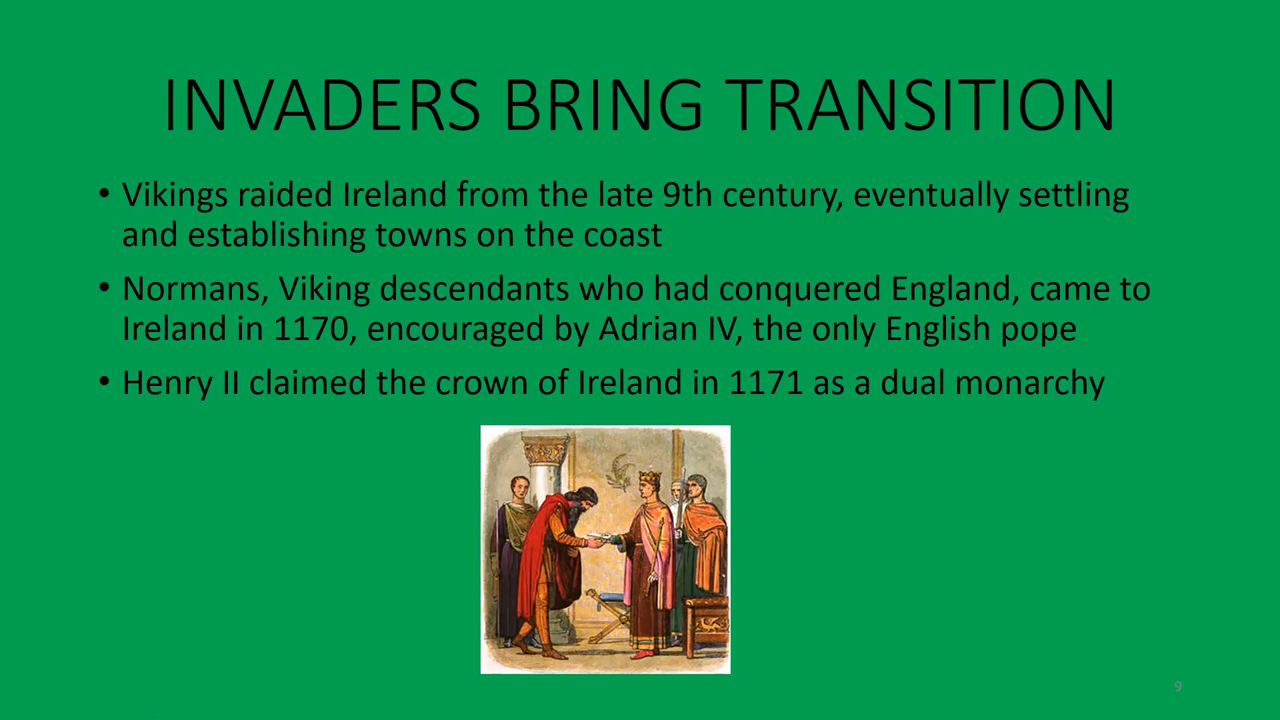 INVADERS BRING TRANSITION
• Vikings raided Ireland from the late 9th century, eventually settling
and establishing towns on the coast
• Normans, Viking descendants who had conquered England, came to
Ireland in 1170, encouraged by Adrian IV, the only English pope
• Henry II claimed the crown of Ireland in 1171 as a dual monarchy
9